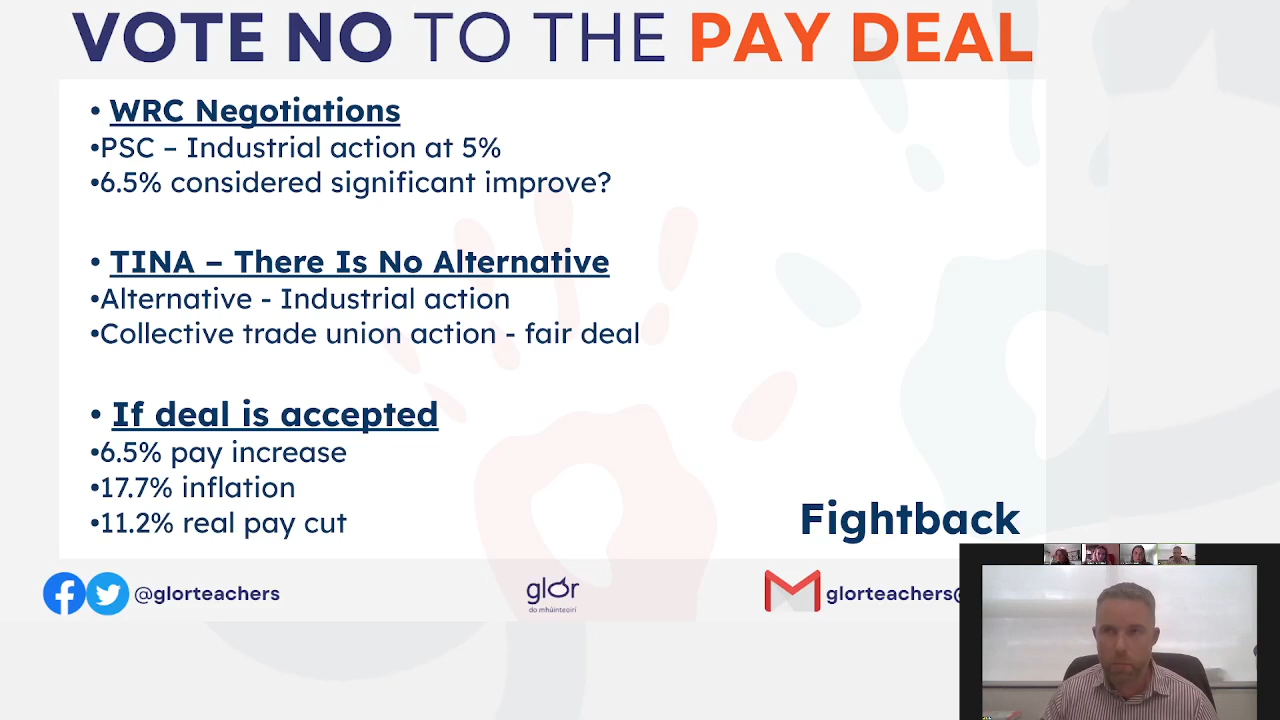 VOTE NO TO THE PAY DEAL
• WRC Negotiations
•PSC – Industrial action at 5%
•6.5% considered significant improve?
• TINA – There Is No Alternative
•Alternative - Industrial action
•Collective trade union action - fair deal
• If deal is accepted
•6.5% pay increase
•17.7% inflation
•11.2% real pay cut
Fightback
@glorteachers
glór
do mhúinteoirí
glorteachers@